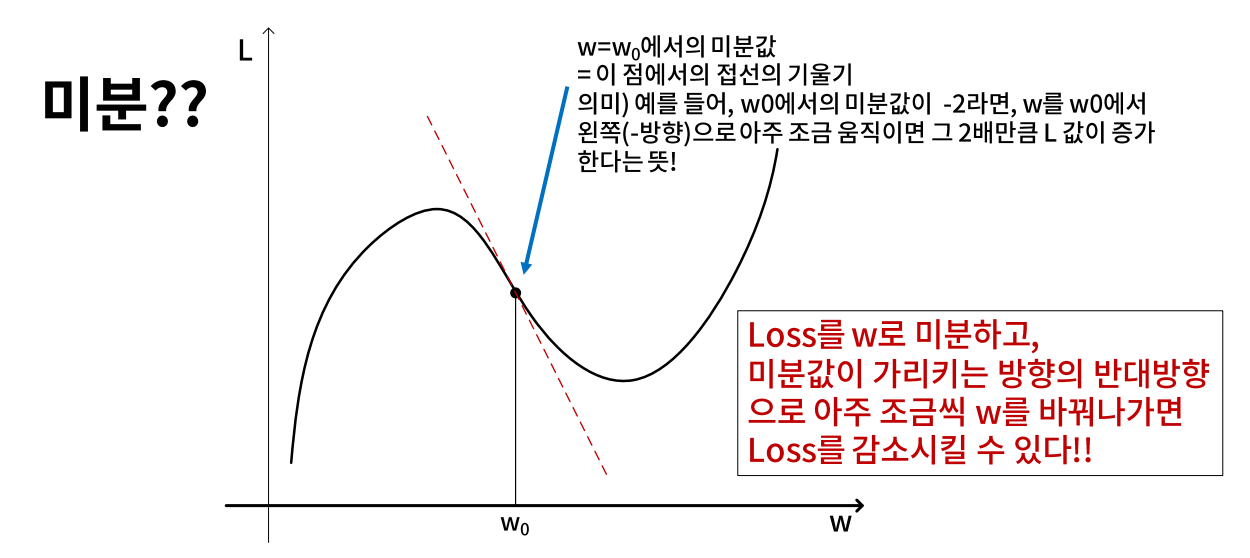 미분??
L
w=w₀에서의 미분값
= 이 점에서의 접선의 기울기
의미) 예를 들어, w0에서의 미분값이 -2라면, w를 w0에서
왼쪽(-방향)으로 아주 조금 움직이면 그 2배만큼 L 값이 증가
한다는 뜻!
Loss를 w로 미분하고,
미분값이 가리키는 방향의 반대방향
으로 아주 조금씩 w를 바꿔나가면
Loss를 감소시킬 수 있다!!
w₀
w